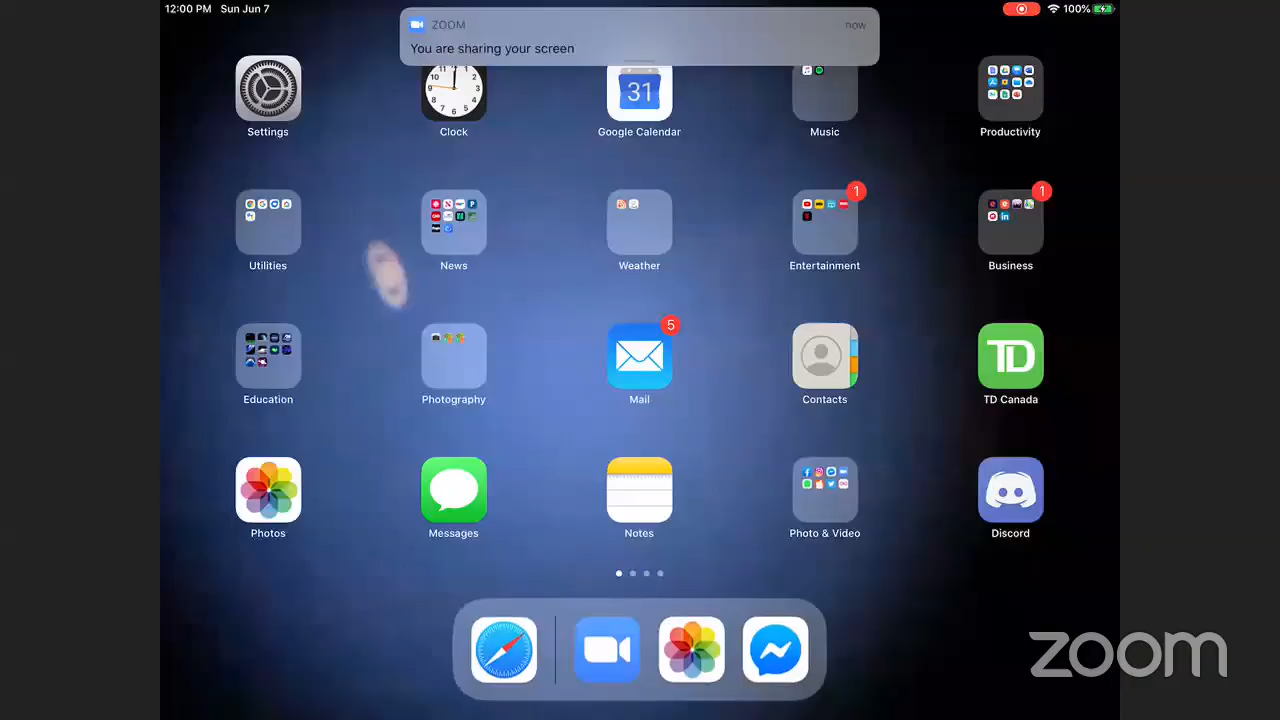 12:00 PM Sun Jun 7
100%
ZOOM
now
You are sharing your screen
31
Settings
Clock
Google Calendar
Music
Productivity
1
1
Utilities
News
Weather
Entertainment
Business
5
TD
Education
Photography
Mail
Contacts
TD Canada
Photos
Messages
Notes
Photo & Video
Discord
zoom